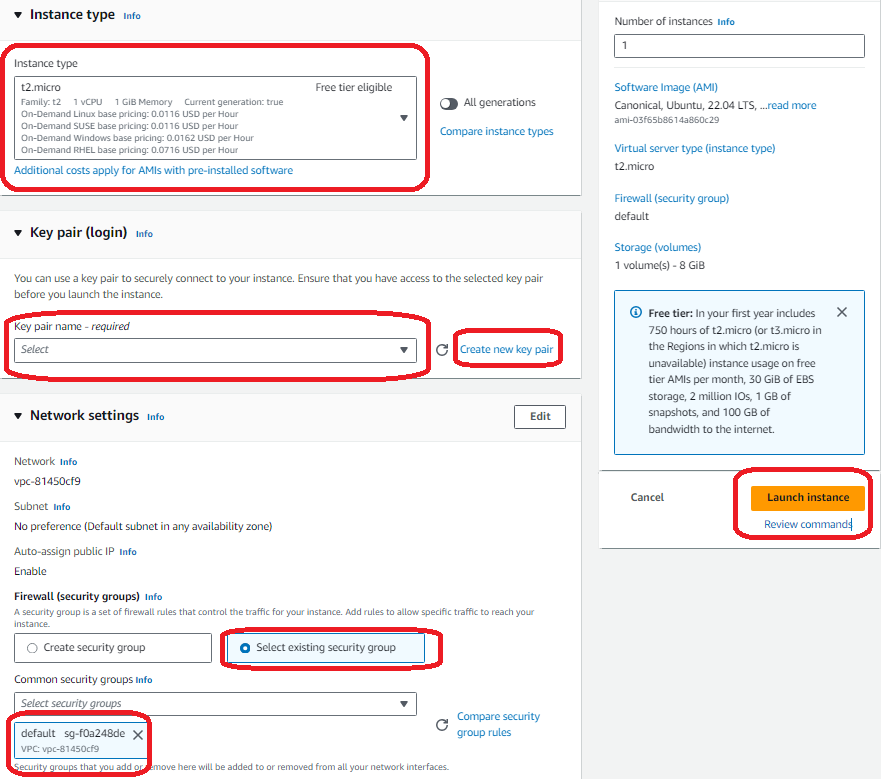 Instance type Info
Instance type
t2.micro Free tier eligible
Family: t2 1 vCPU 1 GiB Memory Current generation: true
On-Demand Linux base pricing: 0.0116 USD per Hour
On-Demand SUSE base pricing: 0.0116 USD per Hour
On-Demand Windows base pricing: 0.0162 USD per Hour
On-Demand RHEL base pricing: 0.0716 USD per Hour
All generations
Compare instance types
Additional costs apply for AMIs with pre-installed software
Key pair (login) Info
You can use a key pair to securely connect to your instance. Ensure that you have access to the selected key pair
before you launch the instance.
Key pair name - required
Select
Create new key pair
Network settings Info
Edit
Network Info
vpc-81450cf9
Subnet Info
No preference (Default subnet in any availability zone)
Auto-assign public IP Info
Enable
Firewall (security groups) Info
A security group is a set of firewall rules that control the traffic for your instance. Add rules to allow specific traffic to reach your
instance.
Create security group
Select existing security group
Common security groups Info
Select security groups
Compare security
group rules
default sg-f0a248de
VPC: vpc-81450cf9
Security groups that you add or remove here will be added to or removed from all your network interfaces.
Number of instances Info
1
Software Image (AMI)
Canonical, Ubuntu, 22.04 LTS, ...read more
ami-03f65b8614a860c29
Virtual server type (instance type)
t2.micro
Firewall (security group)
default
Storage (volumes)
1 volume(s) - 8 GiB
Free tier: In your first year includes
750 hours of t2.micro (or t3.micro in
the Regions in which t2.micro is
unavailable) instance usage on free
tier AMIs per month, 30 GiB of EBS
storage, 2 million IOs, 1 GB of
snapshots, and 100 GB of
bandwidth to the internet.
Cancel
Launch instance
Review commands